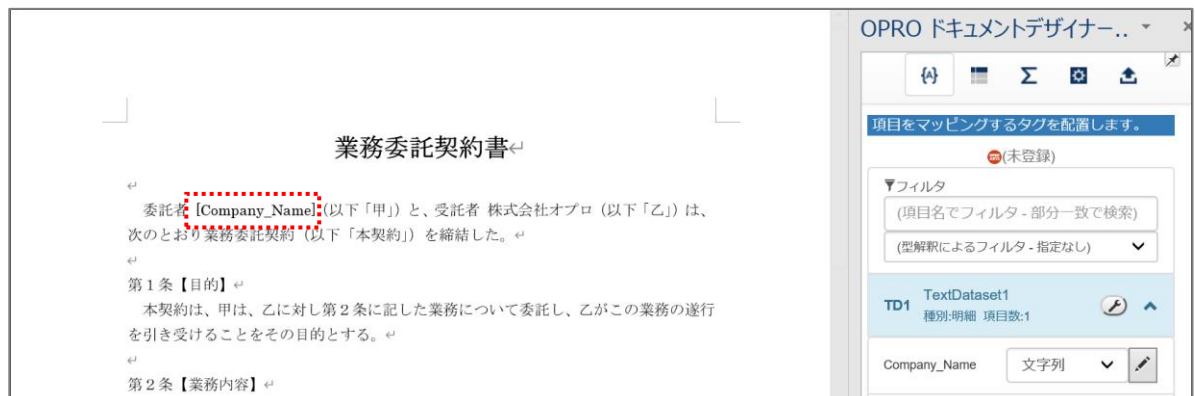 業務委託契約書↵
↵
委託者 [Company_Name] (以下「甲」) と、受託者 株式会社オプロ (以下「乙」) は、
次のとおり業務委託契約 (以下「本契約」) を締結した。↵
↵
第1条【目的】↵
本契約は、甲は、乙に対し第2条に記した業務について委託し、乙がこの業務の遂行
を引き受けることをその目的とする。↵
↵
第2条【業務内容】↵
OPRO ドキュメントデザイナー..
{A}
Σ
項目をマッピングするタグを配置します。
(未登録)
フィルタ
(項目名でフィルタ - 部分一致で検索)
(型解釈によるフィルタ - 指定なし)
TD1 TextDataset1
種別:明細 項目数:1
Company_Name 文字列